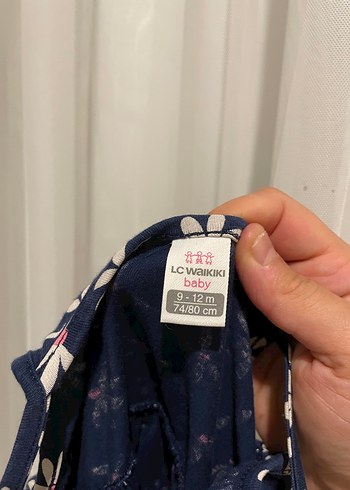 LC WAIKIKI
baby
9 - 12 m
74/80 cm